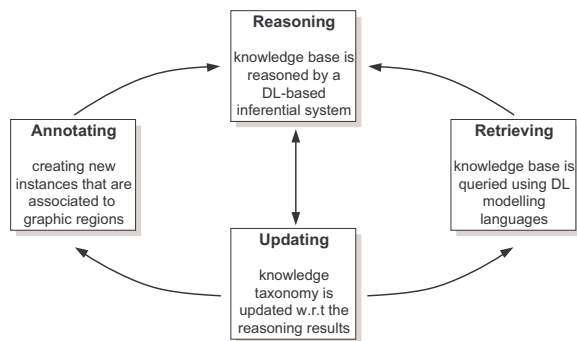 Reasoning
knowledge base is
reasoned by a
DL-based
inferential system
Annotating
creating new
instances that are
associated to
graphic regions
Retrieving
knowledge base is
queried using DL
modelling
languages
Updating
knowledge
taxonomy is
updated w.r.t the
reasoning results